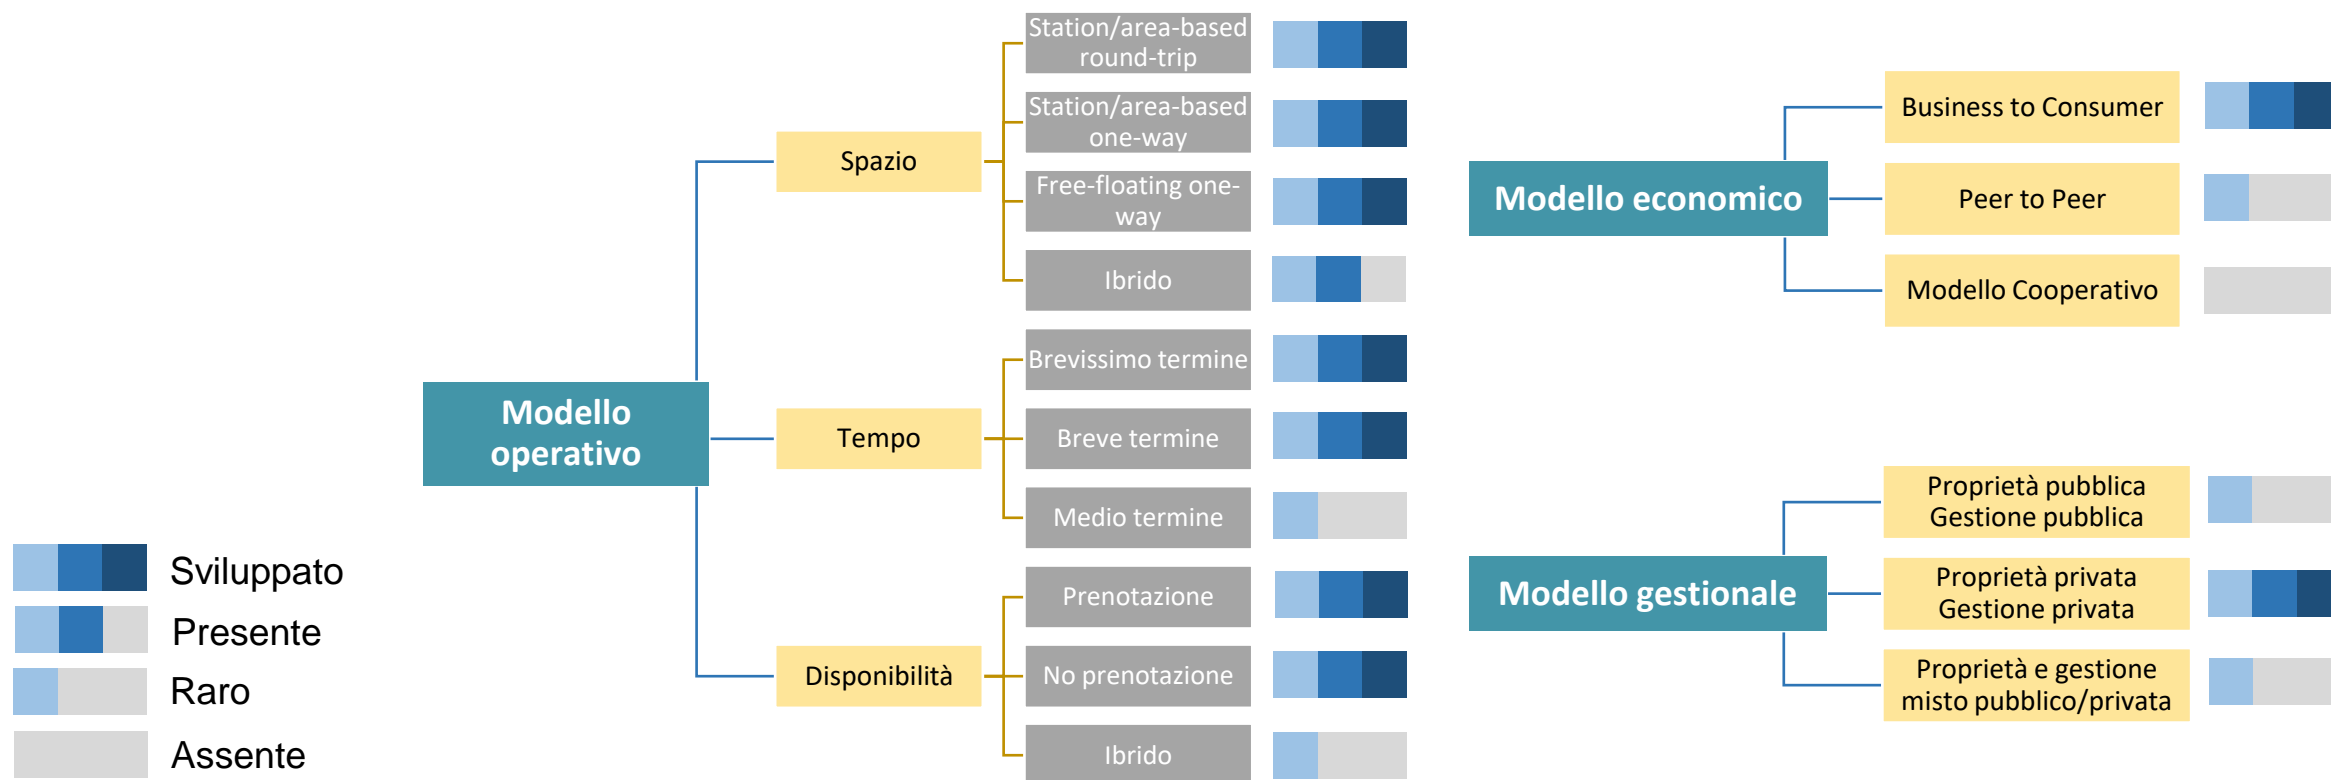 Modello
operativo
Spazio
Station/area-based
round-trip
Station/area-based
one-way
Free-floating one-
way
Ibrido
Tempo
Brevissimo termine
Breve termine
Medio termine
Disponibilità
Prenotazione
No prenotazione
Ibrido
Modello economico
Business to Consumer
Peer to Peer
Modello Cooperativo
Modello gestionale
Proprietà pubblica
Gestione pubblica
Proprietà privata
Gestione privata
Proprietà e gestione
misto pubblico/privata
Sviluppato
Presente
Raro
Assente